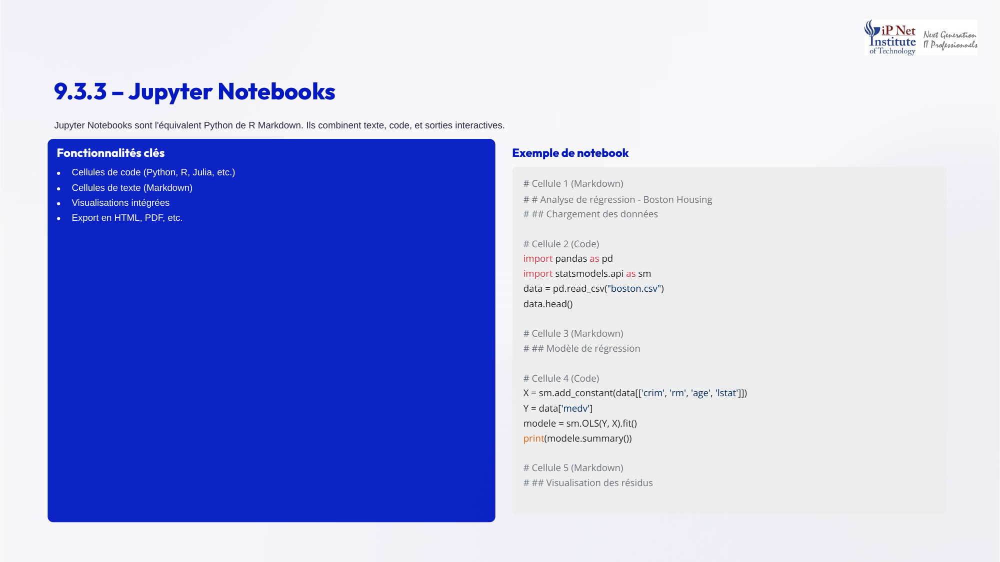 iP Net
Institute
of Technology
Next Generation
IT Professionnels
9.3.3 – Jupyter Notebooks
Jupyter Notebooks sont l'équivalent Python de R Markdown. Ils combinent texte, code, et sorties interactives.
Fonctionnalités clés
• Cellules de code (Python, R, Julia, etc.)
• Cellules de texte (Markdown)
• Visualisations intégrées
• Export en HTML, PDF, etc.
Exemple de notebook
# Cellule 1 (Markdown)
# # Analyse de régression - Boston Housing
# ## Chargement des données
# Cellule 2 (Code)
import pandas as pd
import statsmodels.api as sm
data = pd.read_csv("boston.csv")
data.head()
# Cellule 3 (Markdown)
# ## Modèle de régression
# Cellule 4 (Code)
X = sm.add_constant(data[['crim', 'rm', 'age', 'lstat']])
Y = data['medv']
modele = sm.OLS(Y, X).fit()
print(modele.summary())
# Cellule 5 (Markdown)
# ## Visualisation des résidus